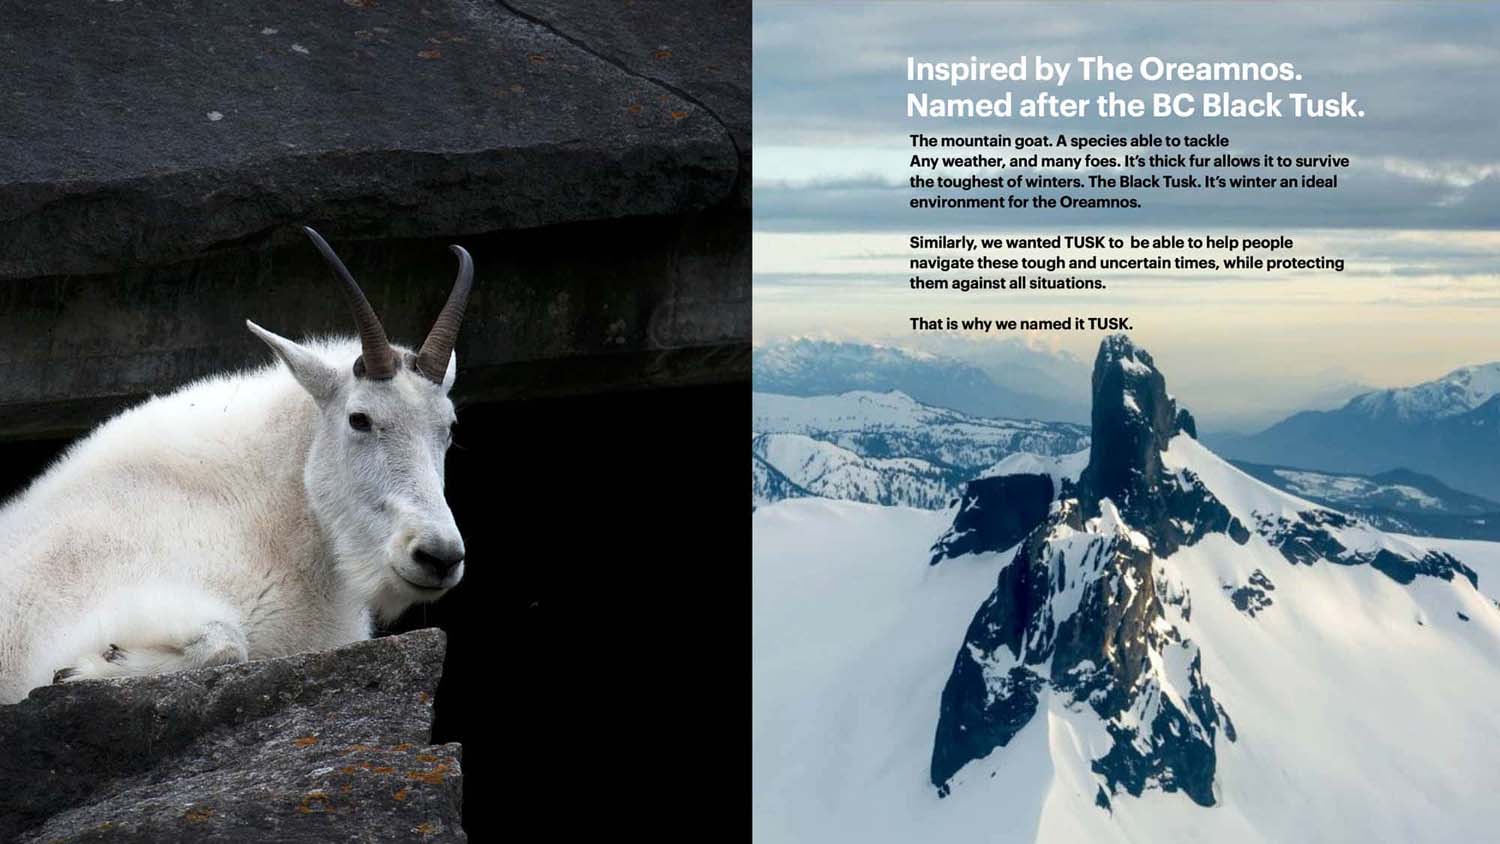 Inspired by The Oreamnos.
Named after the BC Black Tusk.
The mountain goat. A species able to tackle
Any weather, and many foes. It’s thick fur allows it to survive
the toughest of winters. The Black Tusk. It’s winter an ideal
environment for the Oreamnos.
Similarly, we wanted TUSK to  be able to help people
navigate these tough and uncertain times, while protecting
them against all situations.
That is why we named it TUSK.